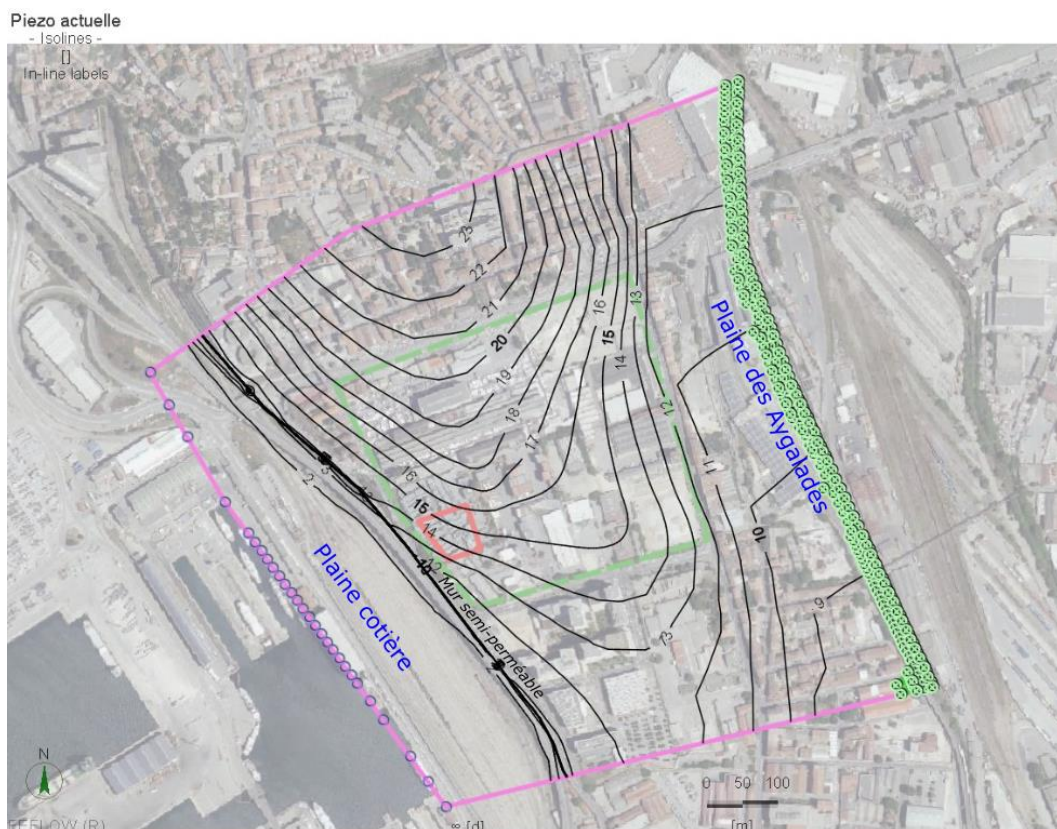 Piezo actuelle
- Isolines -
[]
In-line labels
23
22
21
20
19
18
17
16
15
14
13
12
11
10
9
16
15
14
12
10
13
3
2
Plaine des Aygalades
Plaine cotière
Mur semi-perméable
N
0 50 100
[m]
∞ [d]
FEFLOW (R)